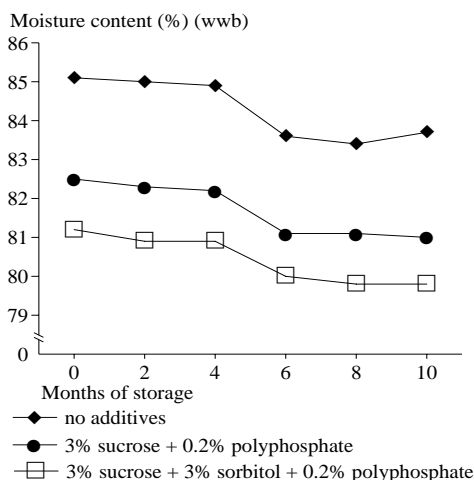 Moisture content (%) (wwb)
86
85
84
83
82
81
80
79
0
0 2 4 6 8 10
Months of storage
no additives
3% sucrose + 0.2% polyphosphate
3% sucrose + 3% sorbitol + 0.2% polyphosphate